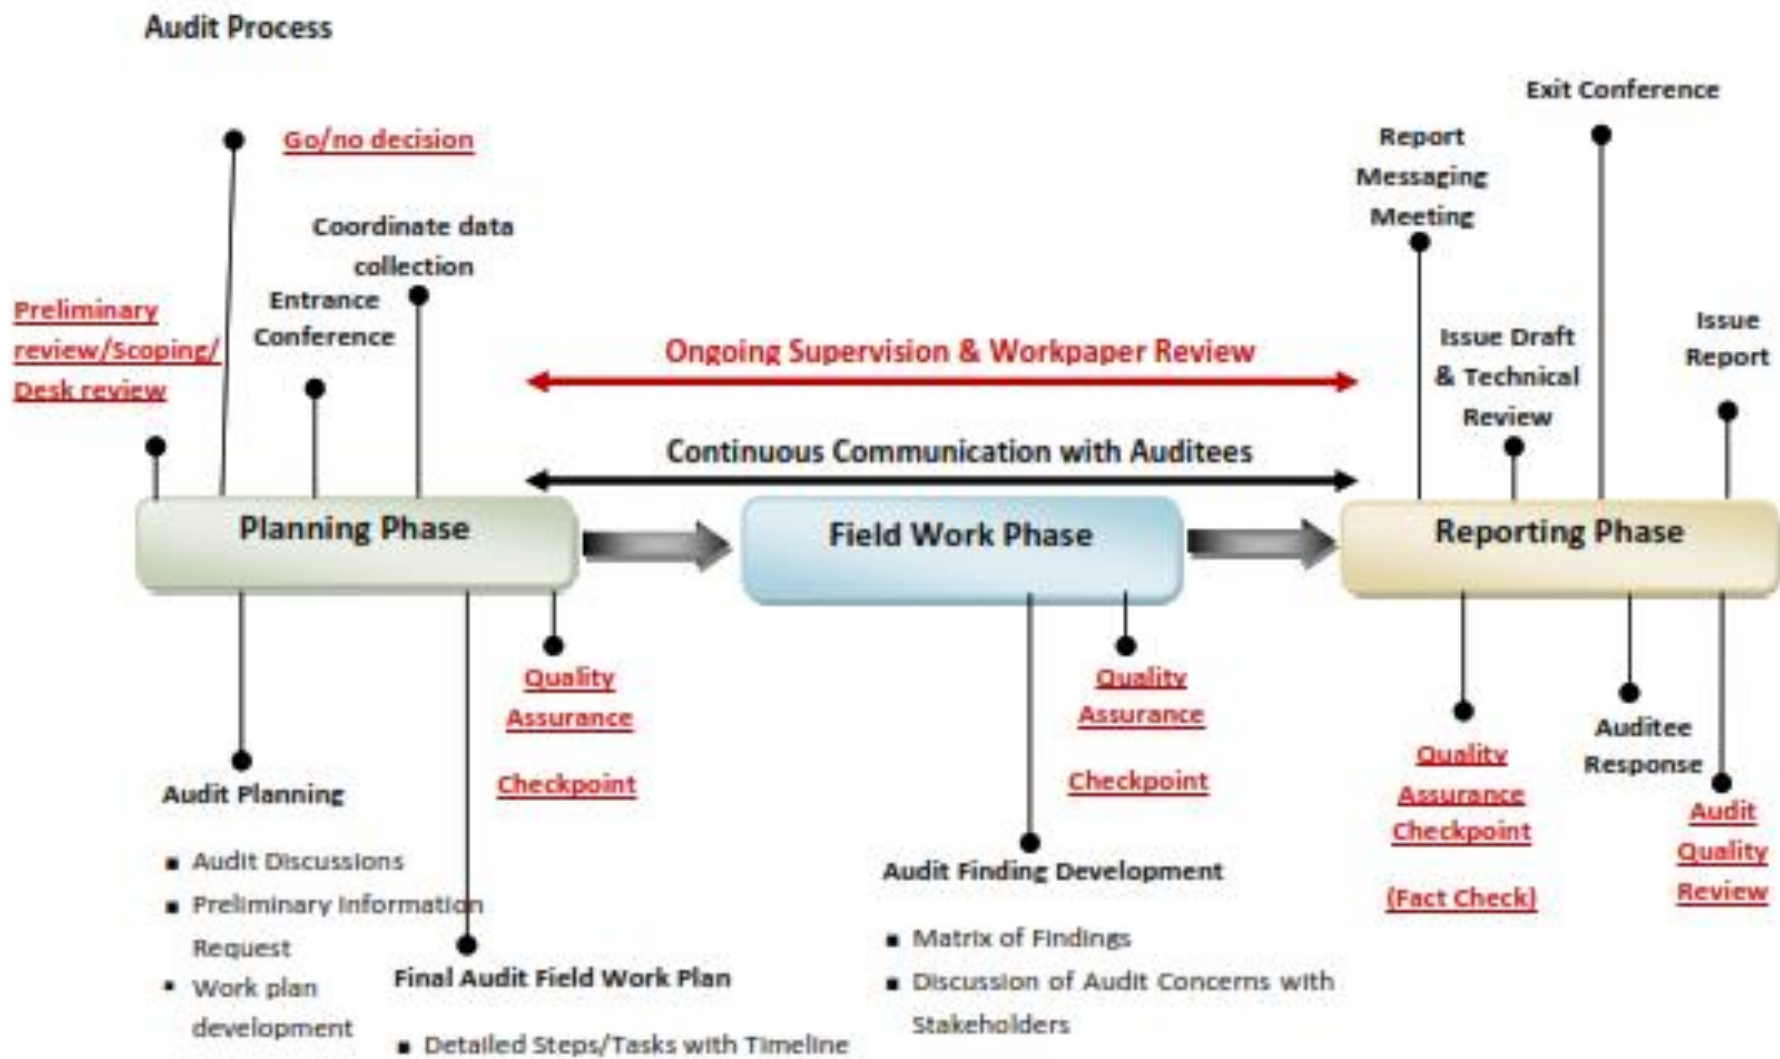 Audit Process
Go/no decision
Preliminary
review/Scoping/
Desk review
Entrance
Conference
Coordinate data
collection
Ongoing Supervision & Workpaper Review
Continuous Communication with Auditees
Report
Messaging
Meeting
Issue Draft
& Technical
Review
Exit Conference
Issue
Report
Planning Phase
Field Work Phase
Reporting Phase
Audit Planning
▪ Audit Discussions
▪ Preliminary Information
Request
▪ Work plan
development
Final Audit Field Work Plan
▪ Detailed Steps/Tasks with Timeline
Quality
Assurance
Checkpoint
Audit Finding Development
▪ Matrix of Findings
▪ Discussion of Audit Concerns with
Stakeholders
Quality
Assurance
Checkpoint
Quality
Assurance
Checkpoint
(Fact Check)
Auditee
Response
Audit
Quality
Review